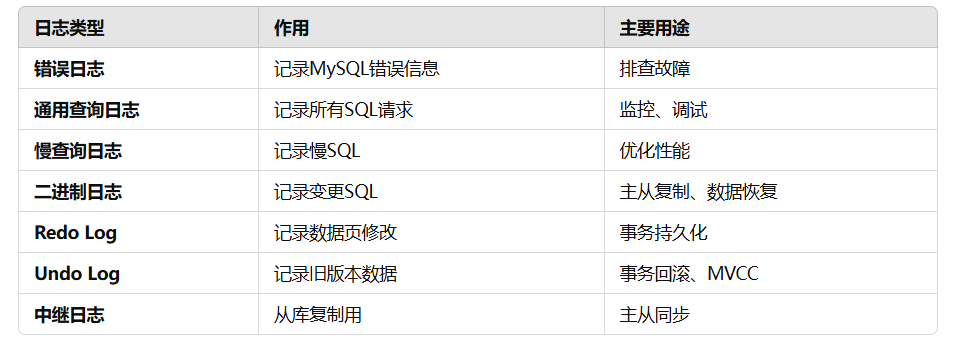 日志类型 作用 主要用途
错误日志 记录MySQL错误信息 排查故障
通用查询日志 记录所有SQL请求 监控、调试
慢查询日志 记录慢SQL 优化性能
二进制日志 记录变更SQL 主从复制、数据恢复
Redo Log 记录数据页修改 事务持久化
Undo Log 记录旧版本数据 事务回滚、MVCC
中继日志 从库复制用 主从同步